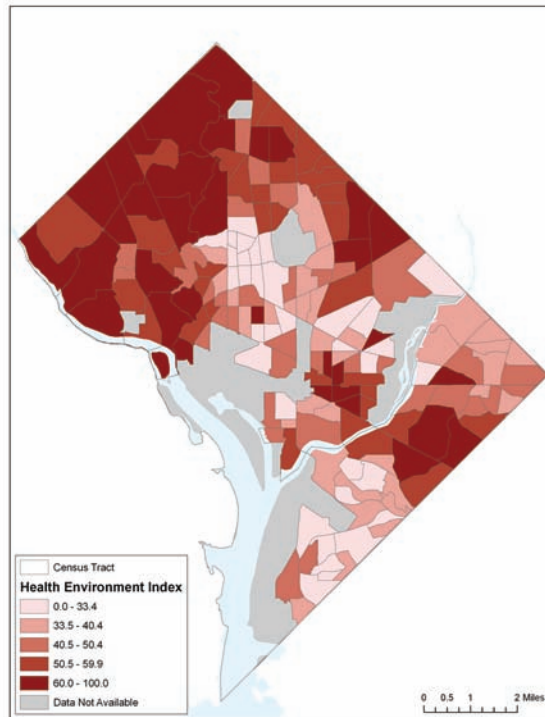 Census Tract
Health Environment Index
0.0 - 33.4
33.5 - 40.4
40.5 - 50.4
50.5 - 59.9
60.0 - 100.0
Data Not Available
0 0.5 1 2 Miles